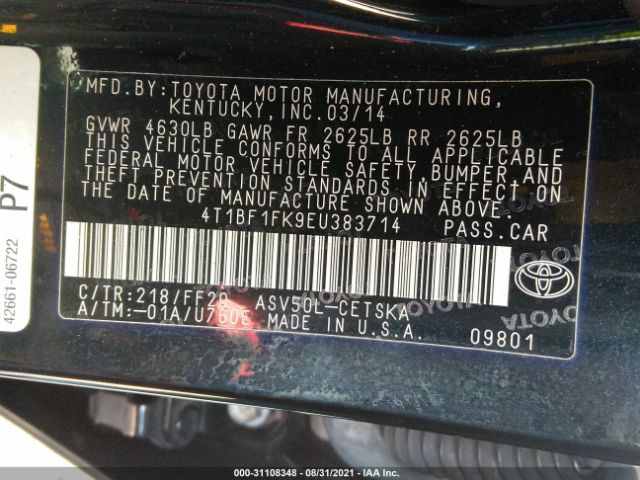 MFD.BY:TOYOTA MOTOR MANUFACTURING,
KENTUCKY,INC.03/14
GVWR 4630LB GAWR FR 2625LB RR 2625LB
THIS VEHICLE CONFORMS TO ALL APPLICABLE
FEDERAL MOTOR VEHICLE SAFETY,BUMPER,AND
THEFT PREVENTION STANDARDS IN EFFECT ON
THE DATE OF MANUFACTURE SHOWN ABOVE.
4T1BF1FK9EU383714 PASS.CAR
C/TR:218/FF20 ASV50L-CETSKA
A/TM:-01A/U760E MADE IN U.S.A.
09801
TOYOTA
P7
42661-06722
000-31108348 - 08/31/2021 - IAA Inc.